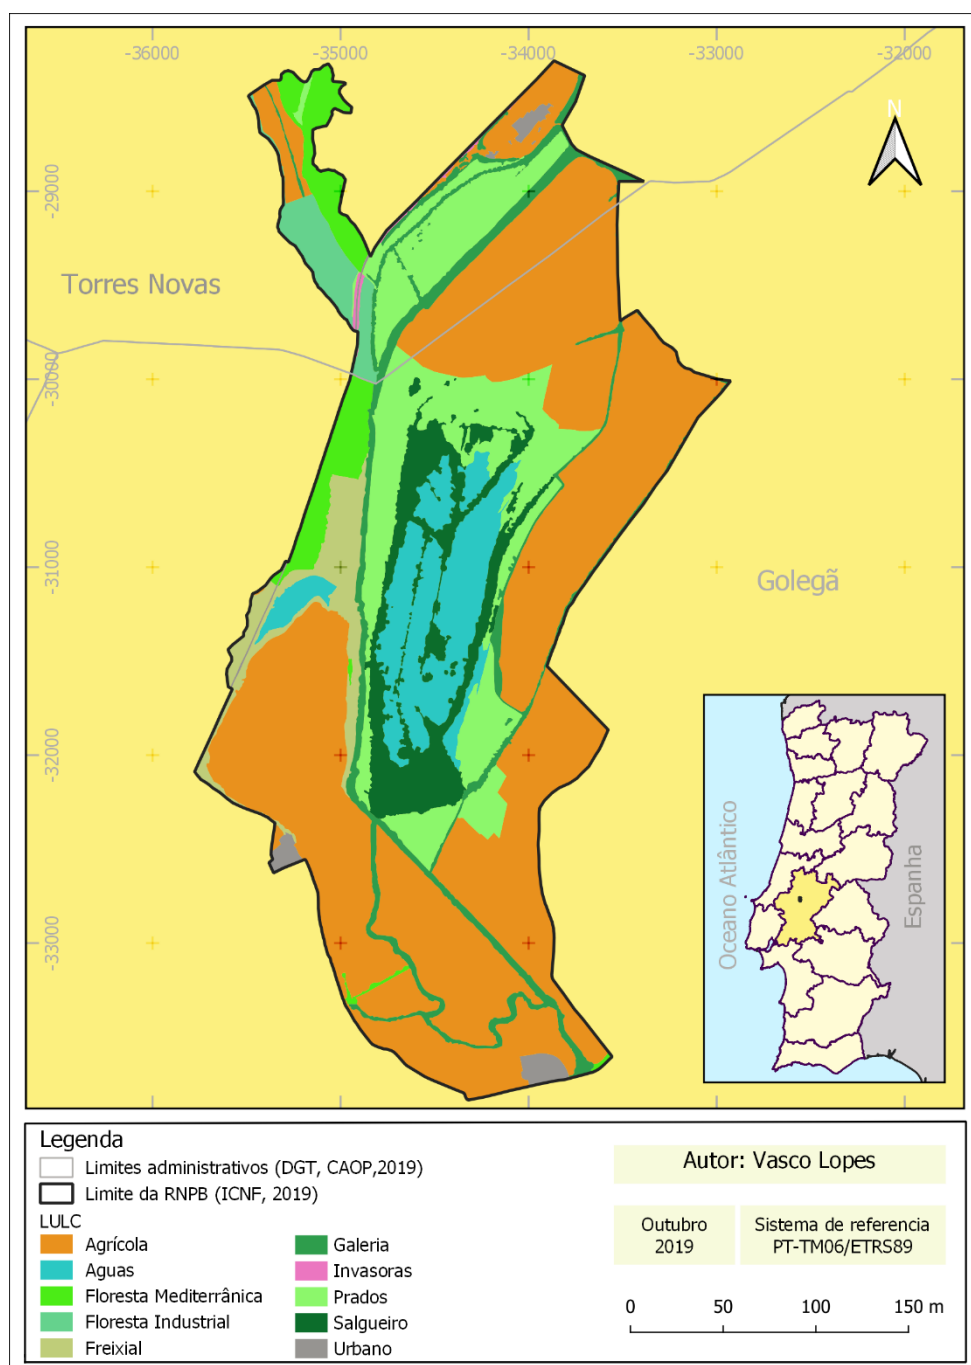 -36000 -35000 -34000 -33000 -32000
N
-29000
Torres Novas
-30000
-31000
Golegã
-32000
-33000
Oceano Atlântico
Espanha
Legenda
Limites administrativos (DGT, CAOP,2019)
Limite da RNPB (ICNF, 2019)
LULC
Agrícola
Aguas
Floresta Mediterrânica
Floresta Industrial
Freixial
Galeria
Invasoras
Prados
Salgueiro
Urbano
Autor: Vasco Lopes
Outubro
2019
Sistema de referencia
PT-TM06/ETRS89
0 50 100 150 m